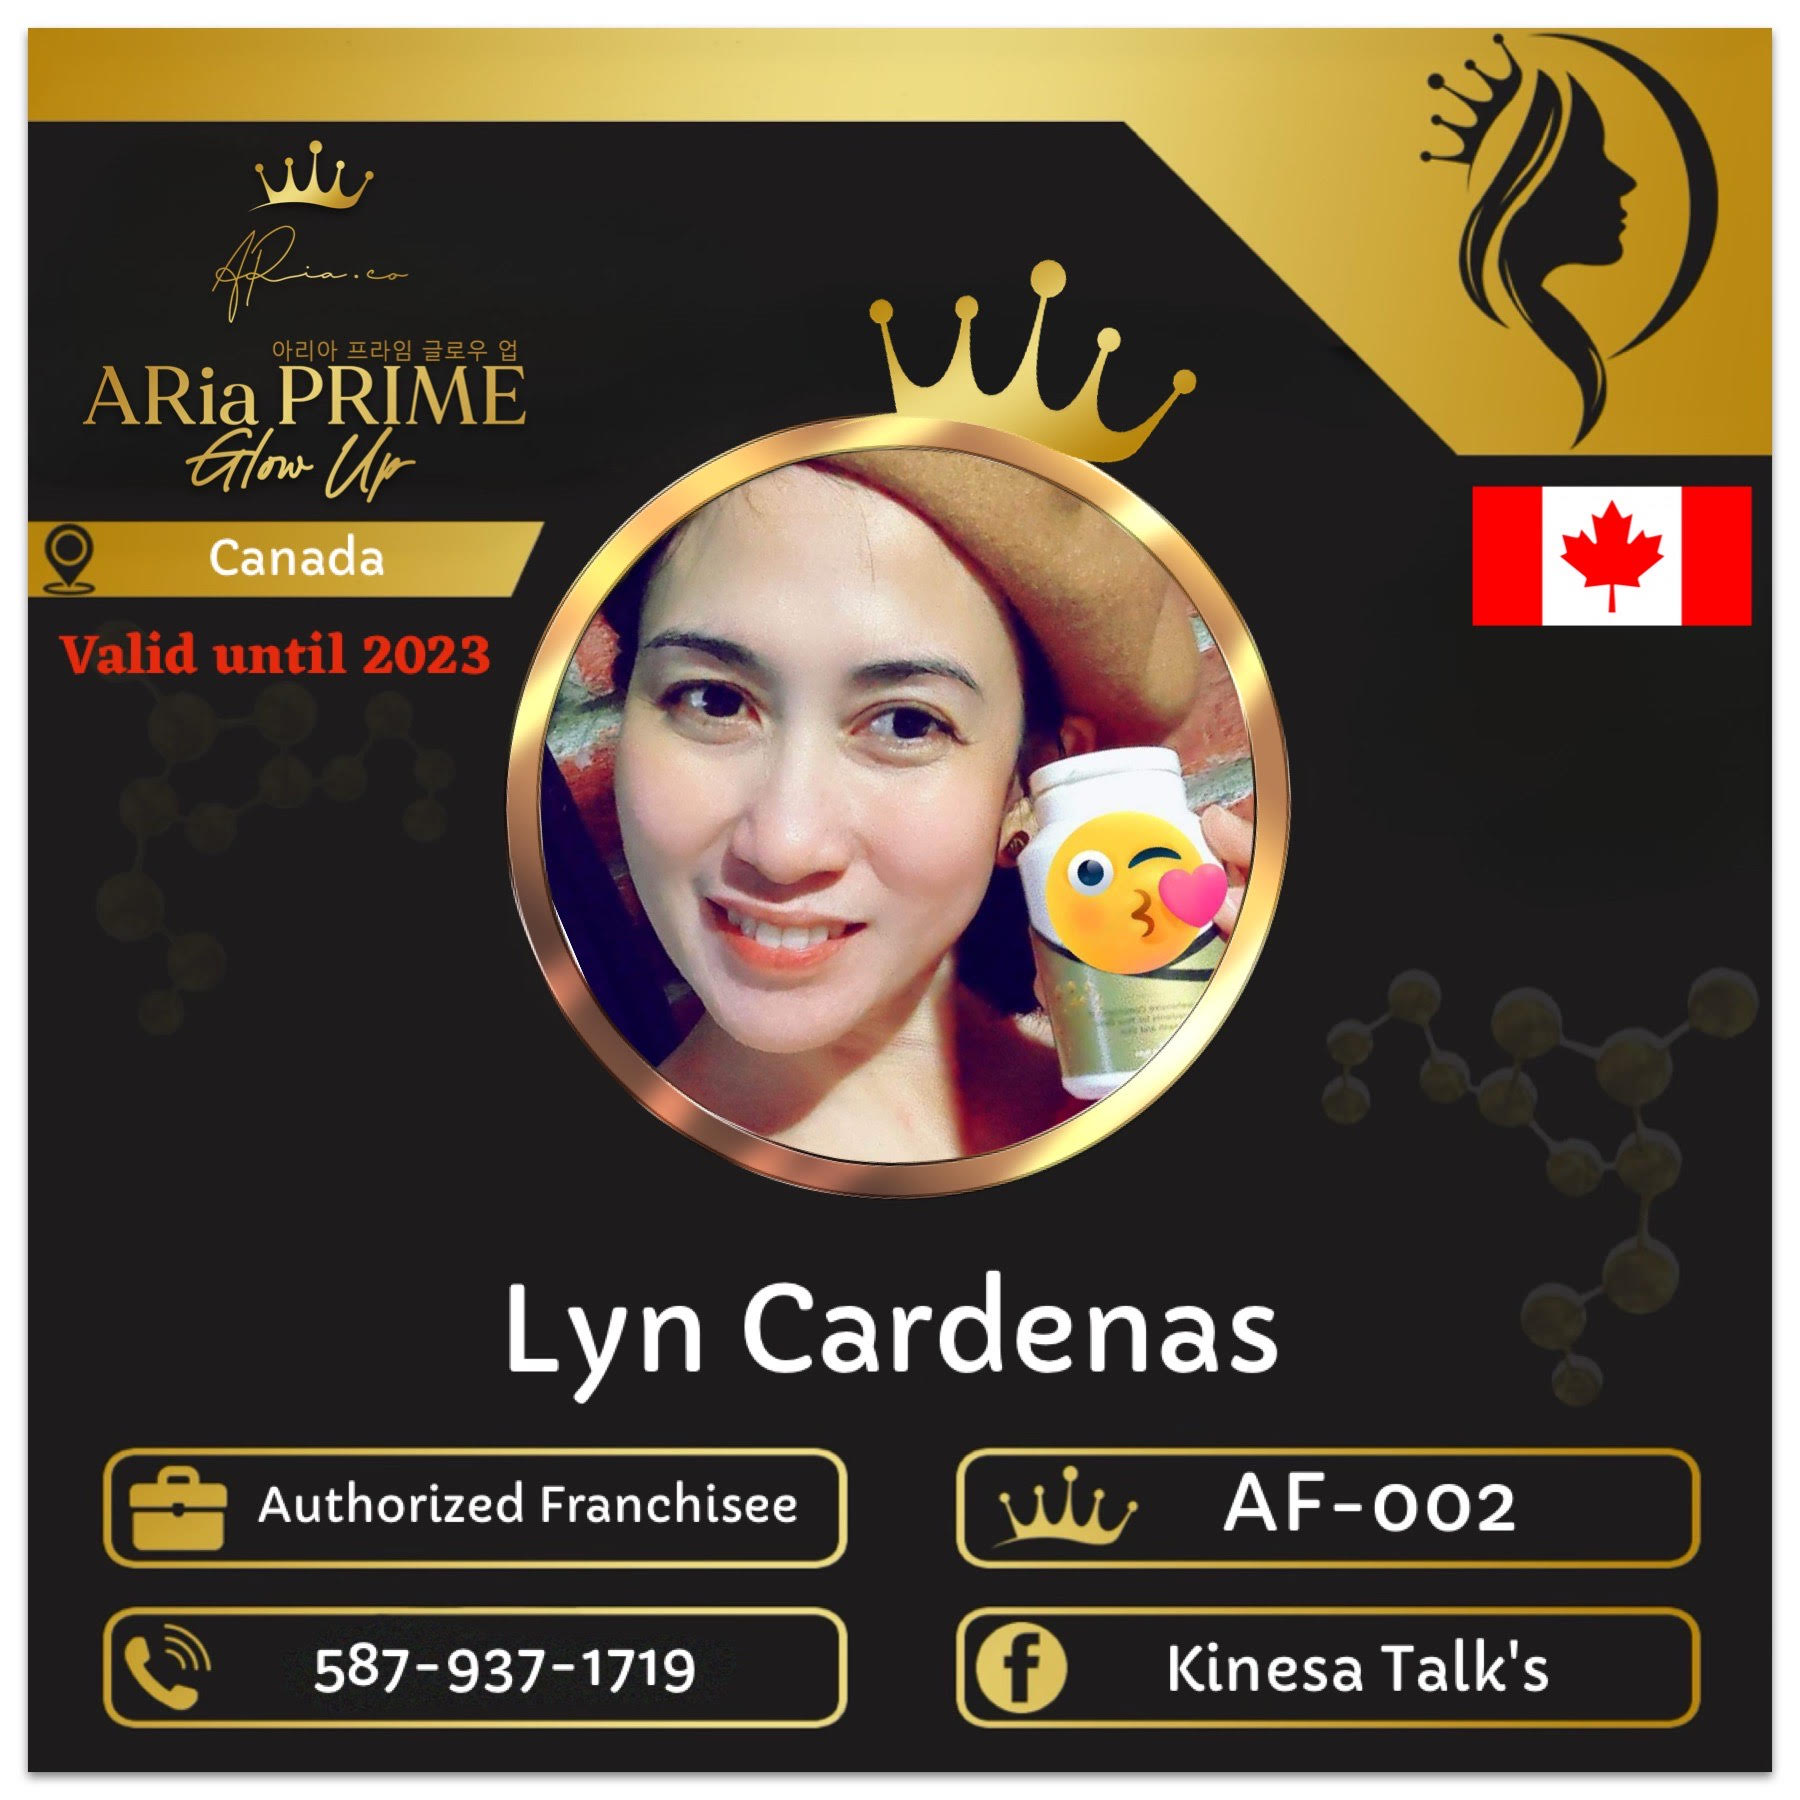 ARia.co
아리아 프라임 글로우 업
ARia PRIME
Glow Up
Canada
Valid until 2023
Lyn Cardenas
Authorized Franchisee
AF-002
587-937-1719
Kinesa Talk's